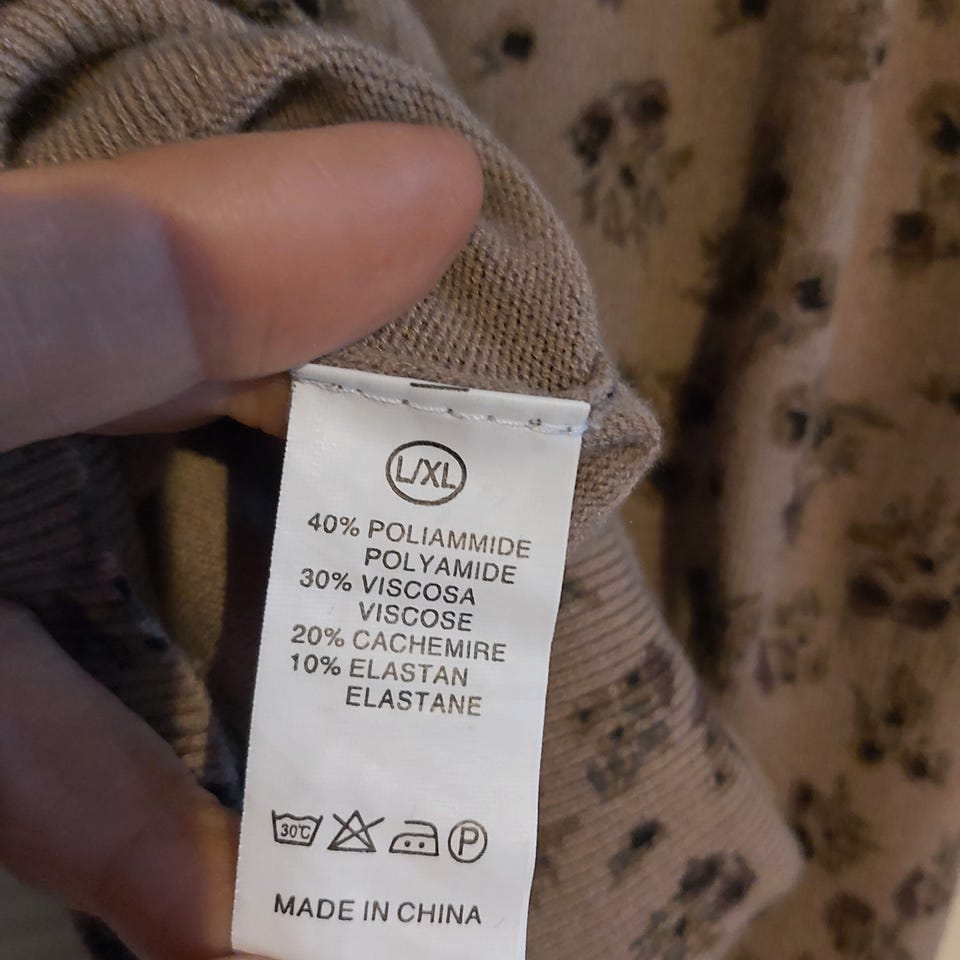 L/XL
40% POLIAMMIDE
POLYAMIDE
30% VISCOSA
VISCOSE
20% CACHEMIRE
10% ELASTAN
ELASTANE
30°C P
MADE IN CHINA